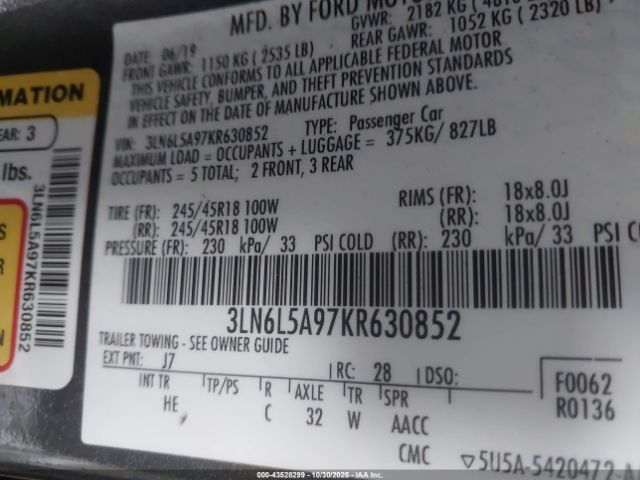 MFD. BY FORD MOTOR
GVWR: 2182 KG
DATE: 06/19
FRONT GAWR: 1150 KG ( 2535 LB)
REAR GAWR: 1052 KG ( 2320 LB)
THIS VEHICLE CONFORMS TO ALL APPLICABLE FEDERAL MOTOR
VEHICLE SAFETY, BUMPER, AND THEFT PREVENTION STANDARDS
IN EFFECT ON THE DATE OF MANUFACTURE SHOWN ABOVE.
VIN: 3LN6L5A97KR630852 TYPE: Passenger Car
MAXIMUM LOAD = OCCUPANTS + LUGGAGE = 375KG/ 827LB
OCCUPANTS = 5 TOTAL; 2 FRONT, 3 REAR
TIRE (FR): 245/45R18 100W RIMS (FR): 18x8.0J
(RR): 245/45R18 100W (RR): 18x8.0J
PRESSURE (FR): 230 kPa/ 33 PSI COLD (RR): 230 kPa/ 33 PSI
3LN6L5A97KR630852
TRAILER TOWING - SEE OWNER GUIDE
EXT PNT: J7 RC: 28 DSO:
INT TR TP/PS R AXLE TR SPR
HE C 32 W AACC
CMC
F0062
R0136
5U5A-5420472-A
MATION
EAR: 3
lbs.
3LN6L5A97KR630852
S
R
000-43528299 - 10/30/2025 - IAA